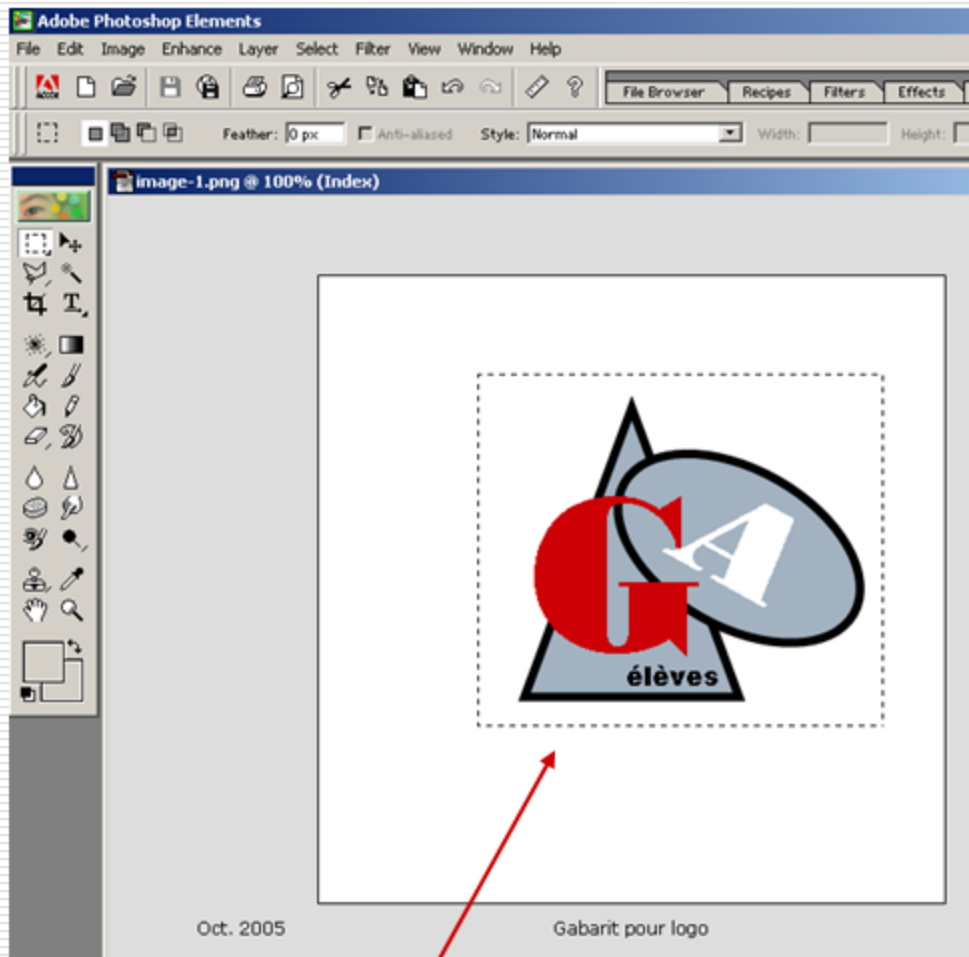 Adobe Photoshop Elements
File Edit Image Enhance Layer Select Filter View Window Help
File Browser Recipes Filters Effects
Feather: 0 px Anti-aliased Style: Normal Width: Height:
image-1.png @ 100% (Index)
G A
élèves
Oct. 2005 Gabarit pour logo